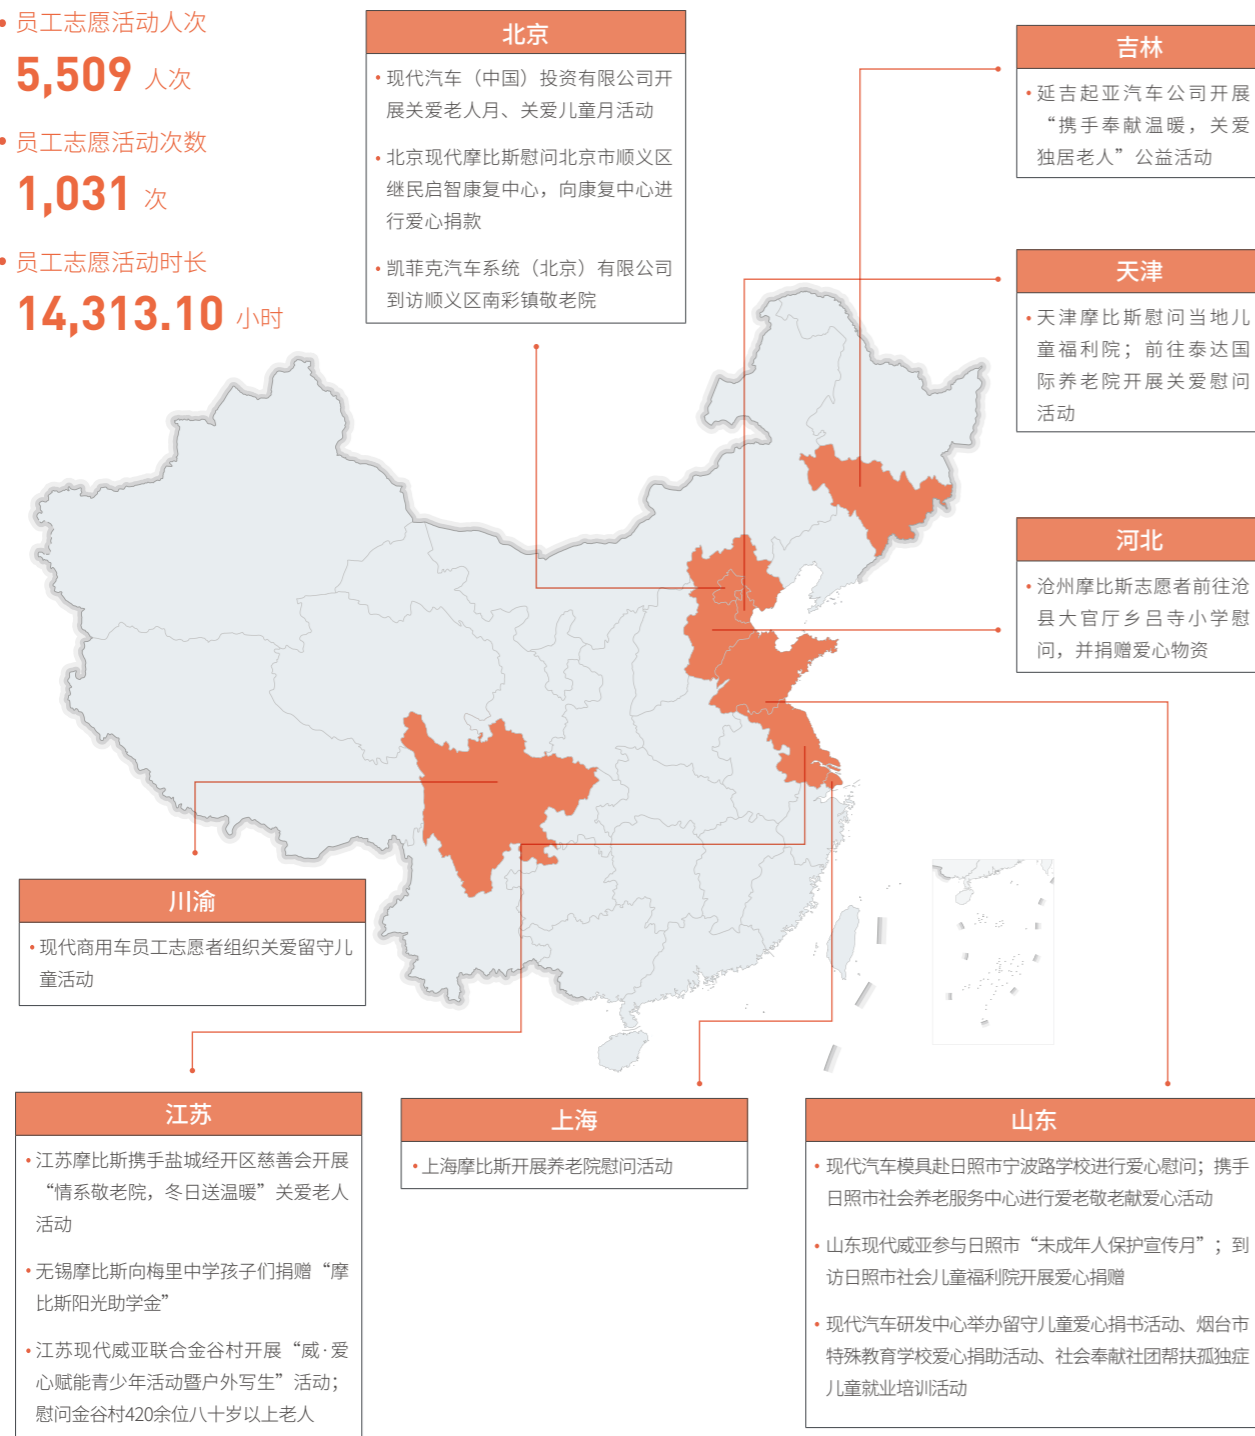 员工志愿活动人次
5,509 人次
员工志愿活动次数
1,031 次
员工志愿活动时长
14,313.10 小时
北京
• 现代汽车（中国）投资有限公司开
展关爱老人月、关爱儿童月活动
• 北京现代摩比斯慰问北京市顺义区
继民启智康复中心，向康复中心进
行爱心捐款
• 凯菲克汽车系统（北京）有限公司
到访顺义区南彩镇敬老院
吉林
• 延吉起亚汽车公司开展
“携手奉献温暖，关爱
独居老人”公益活动
天津
• 天津摩比斯慰问当地儿
童福利院；前往泰达国
际养老院开展关爱慰问
活动
河北
• 沧州摩比斯志愿者前往沧
县大官厅乡吕寺小学慰
问，并捐赠爱心物资
川渝
• 现代商用车员工志愿者组织关爱留守儿
童活动
江苏
• 江苏摩比斯携手盐城经开区慈善会开展
“情系敬老院，冬日送温暖”关爱老人
活动
• 无锡摩比斯向梅里中学孩子们捐赠“摩
比斯阳光助学金”
• 江苏现代威亚联合金谷村开展“威·爱
心赋能青少年活动暨户外写生”活动；
慰问金谷村420余位八十岁以上老人
上海
• 上海摩比斯开展养老院慰问活动
山东
• 现代汽车模具赴日照市宁波路学校进行爱心慰问；携手
日照市社会养老服务中心进行爱老敬老献爱心活动
• 山东现代威亚参与日照市“未成年人保护宣传月”；到
访日照市社会儿童福利院开展爱心捐赠
• 现代汽车研发中心举办留守儿童爱心捐书活动、烟台市
特殊教育学校爱心捐助活动、社会奉献社团帮扶孤独症
儿童就业培训活动